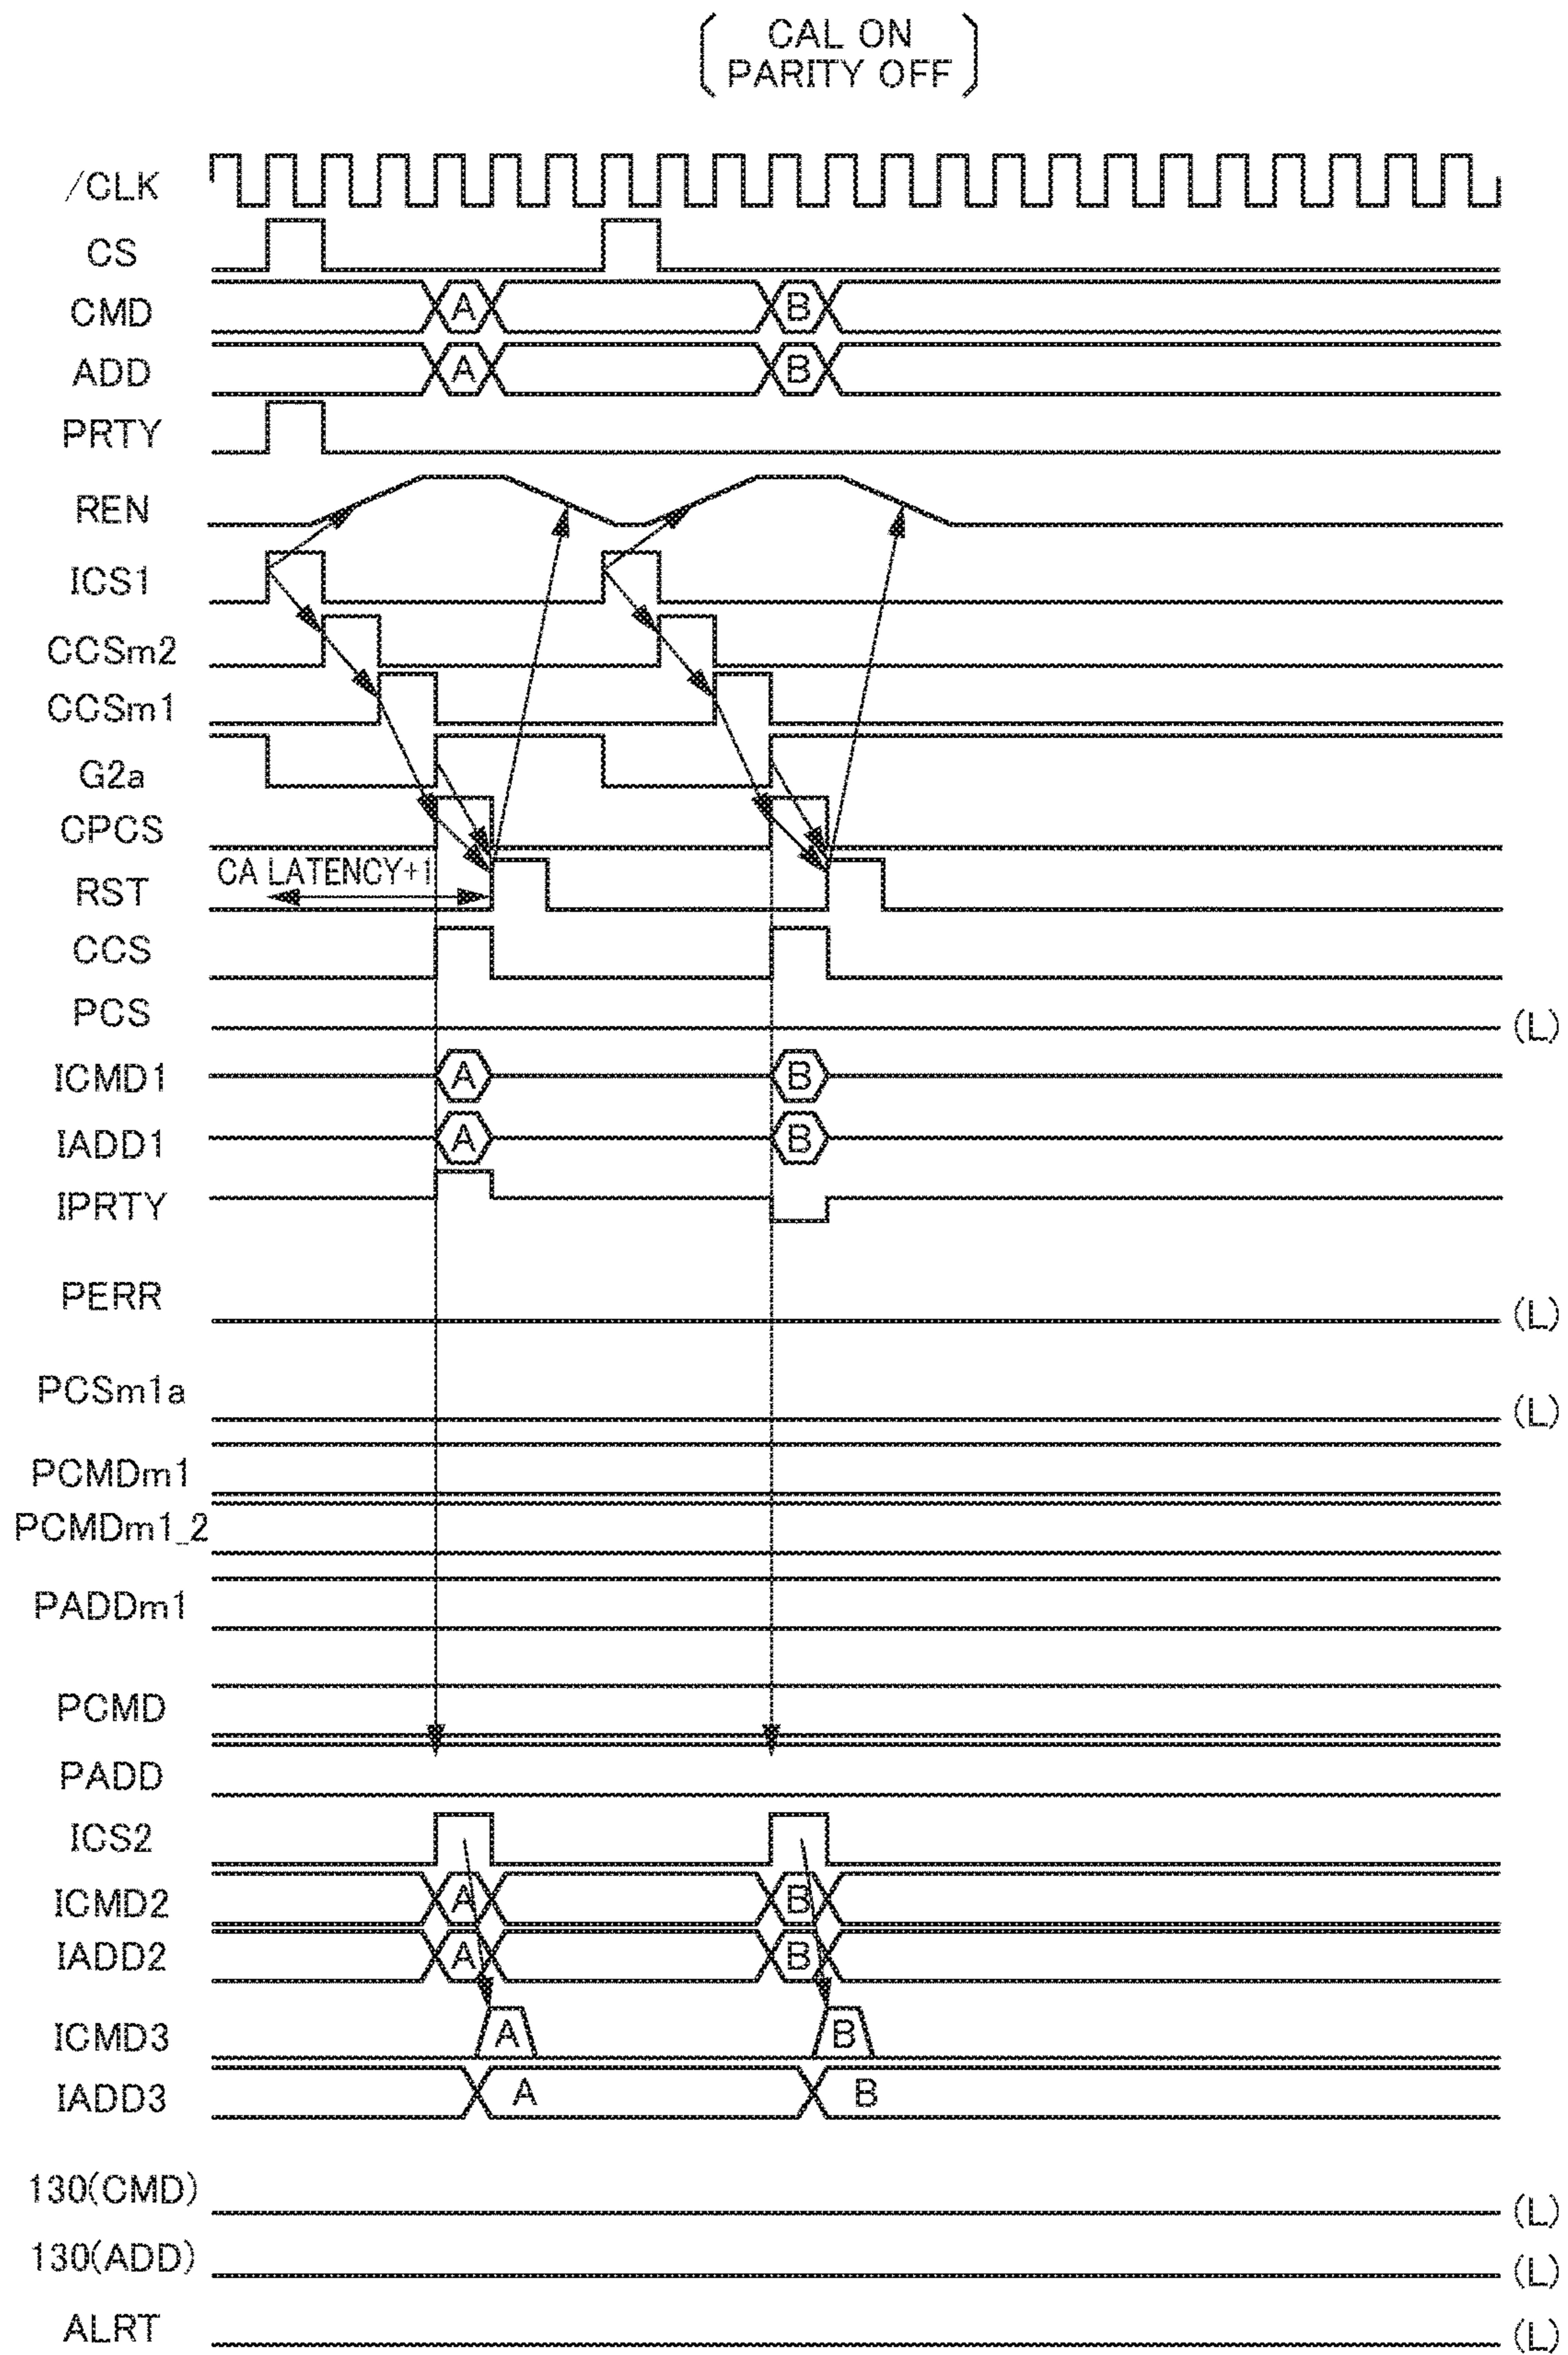 CAL ON
PARITY OFF
/CLK
CS
CMD A B
ADD A B
PRTY
REN
ICS1
CCSm2
CCSm1
G2a
CPCS
CA LATENCY+1
RST
CCS
PCS (L)
ICMD1 A B
IADD1 A B
IPRTY
PERR (L)
PCSm1a (L)
PCMDm1
PCMDm1_2
PADDm1
PCMD
PADD
ICS2
ICMD2 A B
IADD2 A B
ICMD3 A B
IADD3 A B
130(CMD) (L)
130(ADD) (L)
ALRT (L)